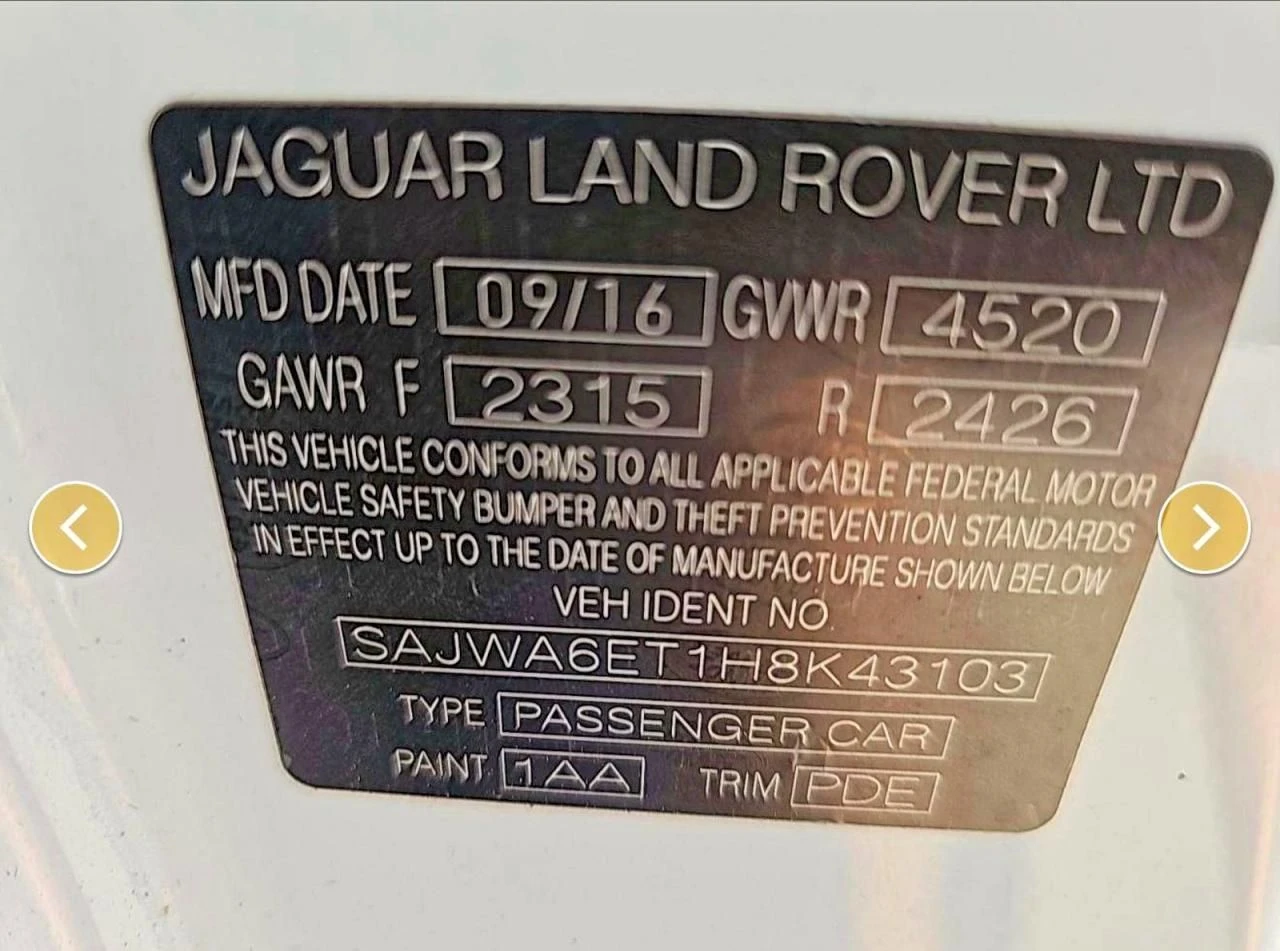 JAGUAR LAND ROVER LTD
MFD DATE 09/16 GVWR 4520
GAWR F 2315 R 2426
THIS VEHICLE CONFORMS TO ALL APPLICABLE FEDERAL MOTOR
VEHICLE SAFETY BUMPER AND THEFT PREVENTION STANDARDS
IN EFFECT UP TO THE DATE OF MANUFACTURE SHOWN BELOW
VEH IDENT NO.
SAJWA6ET1H8K43103
TYPE PASSENGER CAR
PAINT 1AA TRIM PDE